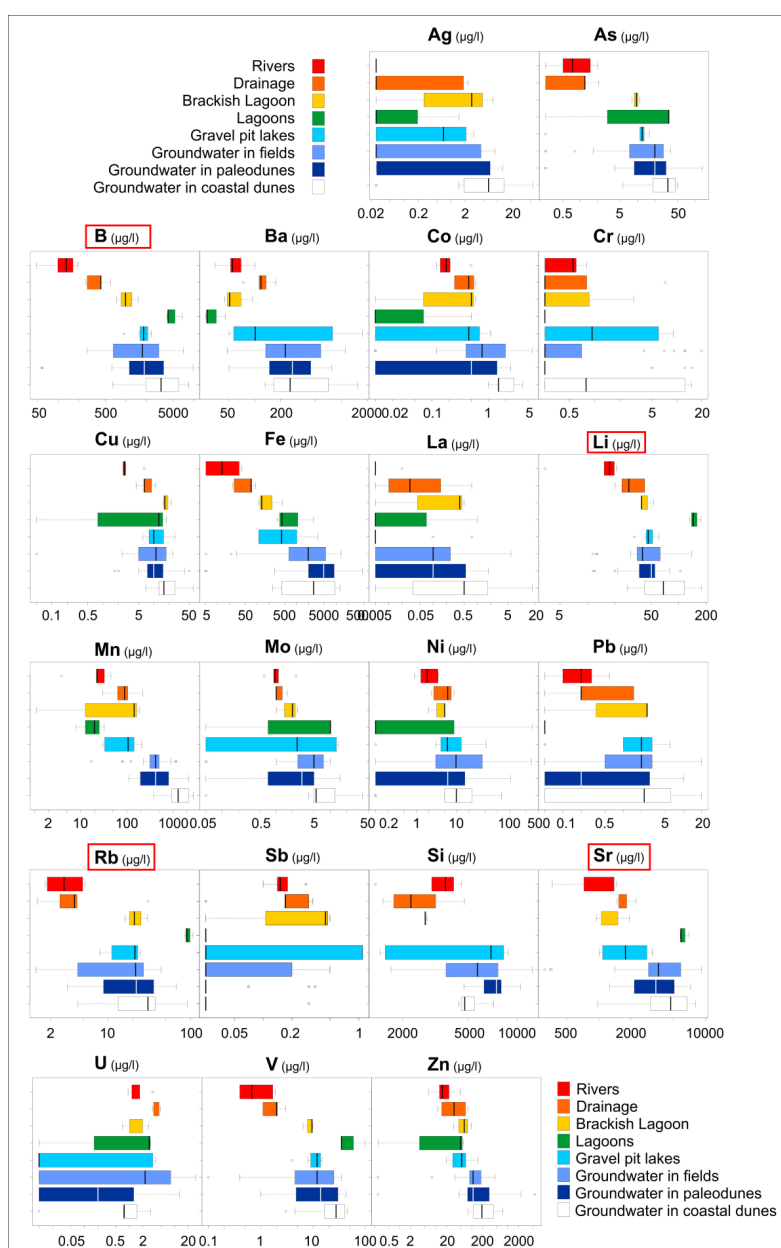 Ag (µg/l) As (µg/l)
Rivers
Drainage
Brackish Lagoon
Lagoons
Gravel pit lakes
Groundwater in fields
Groundwater in paleodunes
Groundwater in coastal dunes
0.02 0.2 2 20 0.5 5 50
B (µg/l) Ba (µg/l) Co (µg/l) Cr (µg/l)
50 500 5000 50 200 2000 0.02 0.1 1 5 0.5 5 20
Cu (µg/l) Fe (µg/l) La (µg/l) Li (µg/l)
0.1 0.5 5 50 5 50 500 5000 0.005 0.05 0.5 20 5 50 200
Mn (µg/l) Mo (µg/l) Ni (µg/l) Pb (µg/l)
2 10 100 1000 0.05 0.5 5 50 0.2 1 10 100 500 0.1 0.5 5 20
Rb (µg/l) Sb (µg/l) Si (µg/l) Sr (µg/l)
2 10 100 0.05 0.2 1 2000 5000 10000 500 2000 10000
U (µg/l) V (µg/l) Zn (µg/l)
Rivers
Drainage
Brackish Lagoon
Lagoons
Gravel pit lakes
Groundwater in fields
Groundwater in paleodunes
Groundwater in coastal dunes
0.05 0.5 2 20 0.1 1 10 100 2 20 200 2000